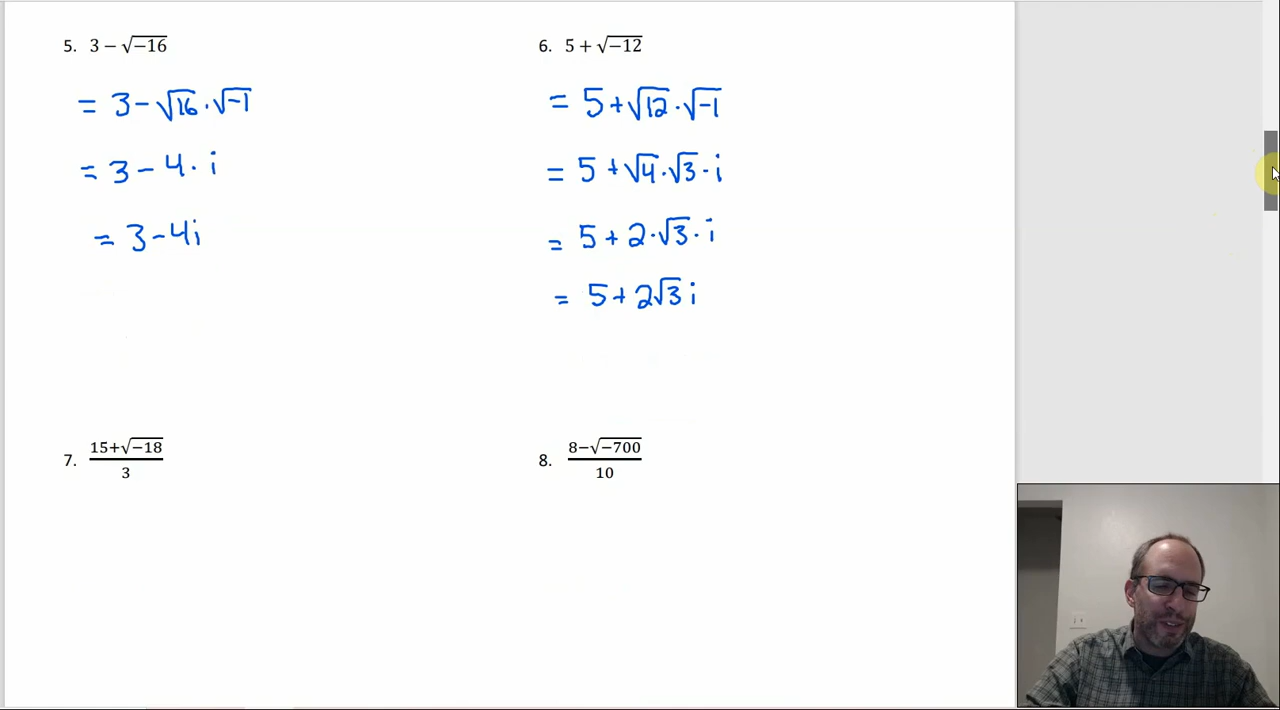 5. 3 − √−16
= 3 − √16 · √−1
= 3 − 4 · i
= 3 − 4i
6. 5 + √−12
= 5 + √12 · √−1
= 5 + √4 · √3 · i
= 5 + 2 · √3 · i
= 5 + 2√3 i
7. 15+√−18
3
8. 8−√−700
10